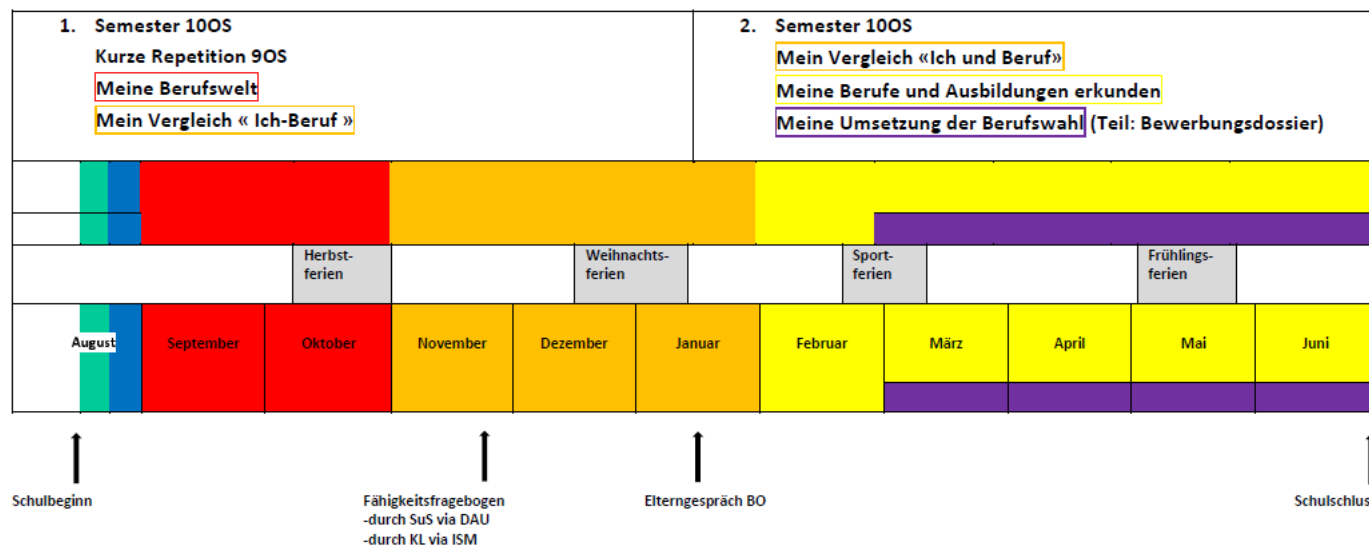 1. Semester 10OS
Kurze Repetition 9OS
Meine Berufswelt
Mein Vergleich « Ich-Beruf »
2. Semester 10OS
Mein Vergleich «Ich und Beruf»
Meine Berufe und Ausbildungen erkunden
Meine Umsetzung der Berufswahl (Teil: Bewerbungsdossier)
Herbst-
ferien
Weihnachts-
ferien
Sport-
ferien
Frühlings-
ferien
August
September
Oktober
November
Dezember
Januar
Februar
März
April
Mai
Juni
Schulbeginn
Fähigkeitsfragebogen
-durch SuS via DAU
-durch KL via ISM
Elterngespräch BO
Schulschlus